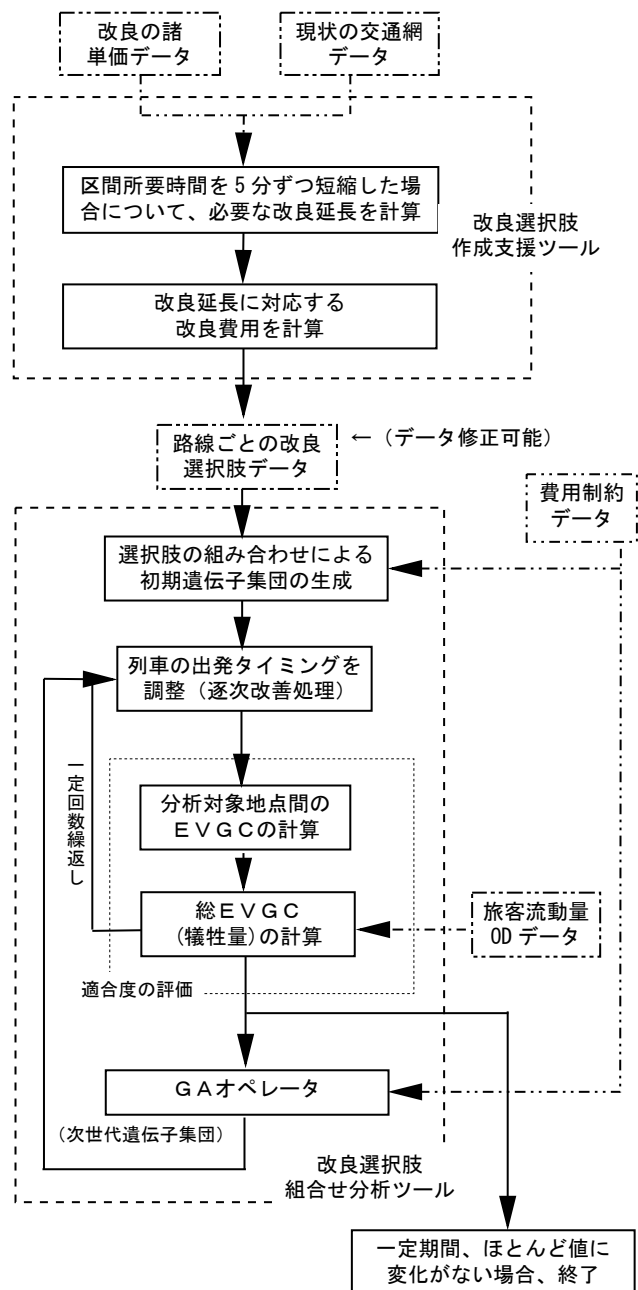 改良の諸
単価データ
現状の交通網
データ
区間所要時間を5分ずつ短縮した場
合について、必要な改良延長を計算
改良選択肢
作成支援ツール
改良延長に対応する
改良費用を計算
路線ごとの改良
選択肢データ
←（データ修正可能）
費用制約
データ
選択肢の組み合わせによる
初期遺伝子集団の生成
列車の出発タイミングを
調整（逐次改善処理）
一定回数繰返し
分析対象地点間の
ＥＶＧＣの計算
総ＥＶＧＣ
(犠牲量)の計算
旅客流動量
ODデータ
適合度の評価
ＧＡオペレータ
(次世代遺伝子集団)
改良選択肢
組合せ分析ツール
一定期間、ほとんど値に
変化がない場合、終了